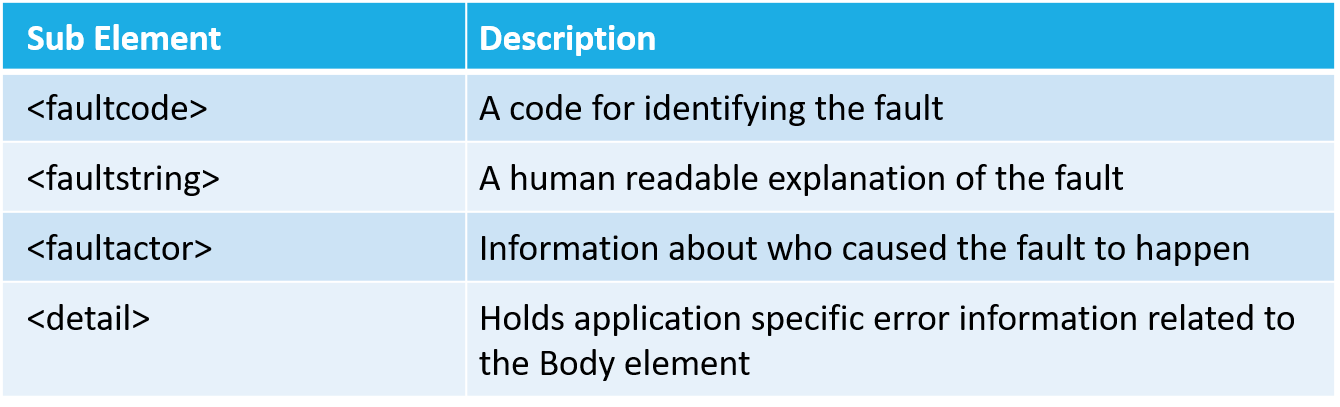 Sub Element Description
<faultcode> A code for identifying the fault
<faultstring> A human readable explanation of the fault
<faultactor> Information about who caused the fault to happen
<detail> Holds application specific error information related to
the Body element